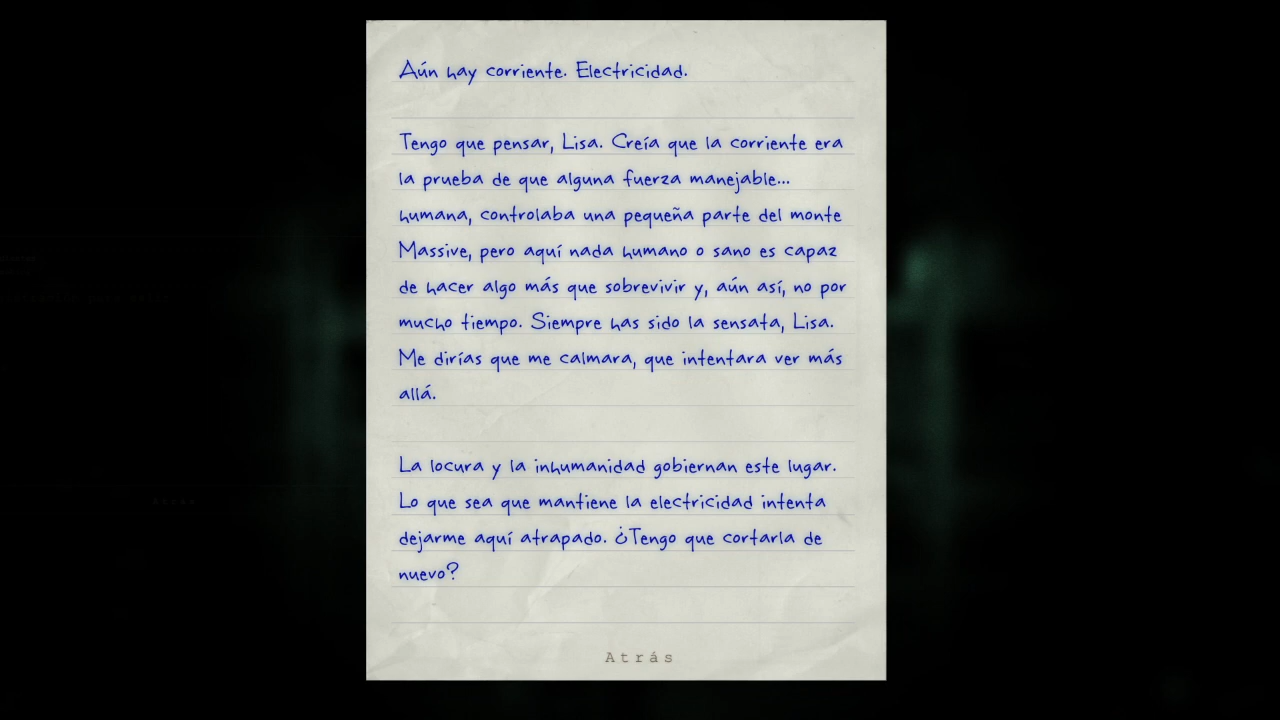 Aún hay corriente. Electricidad.
Tengo que pensar, Lisa. Creía que la corriente era
la prueba de que alguna fuerza manejable...
humana, controlaba una pequeña parte del monte
Massive, pero aquí nada humano o sano es capaz
de hacer algo más que sobrevivir y, aún así, no por
mucho tiempo. Siempre has sido la sensata, Lisa.
Me dirías que me calmara, que intentara ver más
allá.
La locura y la inhumanidad gobiernan este lugar.
Lo que sea que mantiene la electricidad intenta
dejarme aquí atrapado. ¿Tengo que cortarla de
nuevo?
Atrás